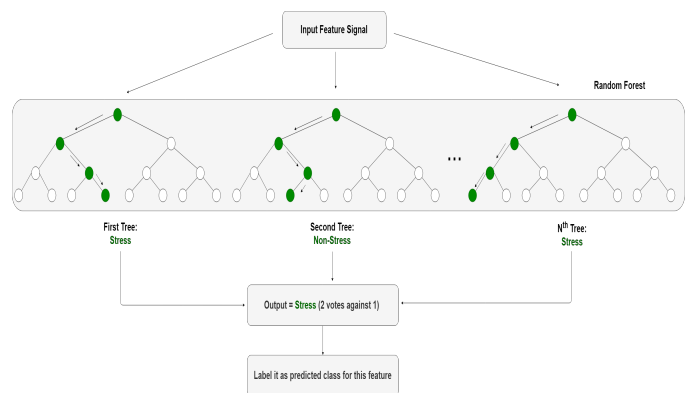 Input Feature Signal
Random Forest
...
First Tree:
Stress
Second Tree:
Non-Stress
Nth Tree:
Stress
Output = Stress (2 votes against 1)
Label it as predicted class for this feature